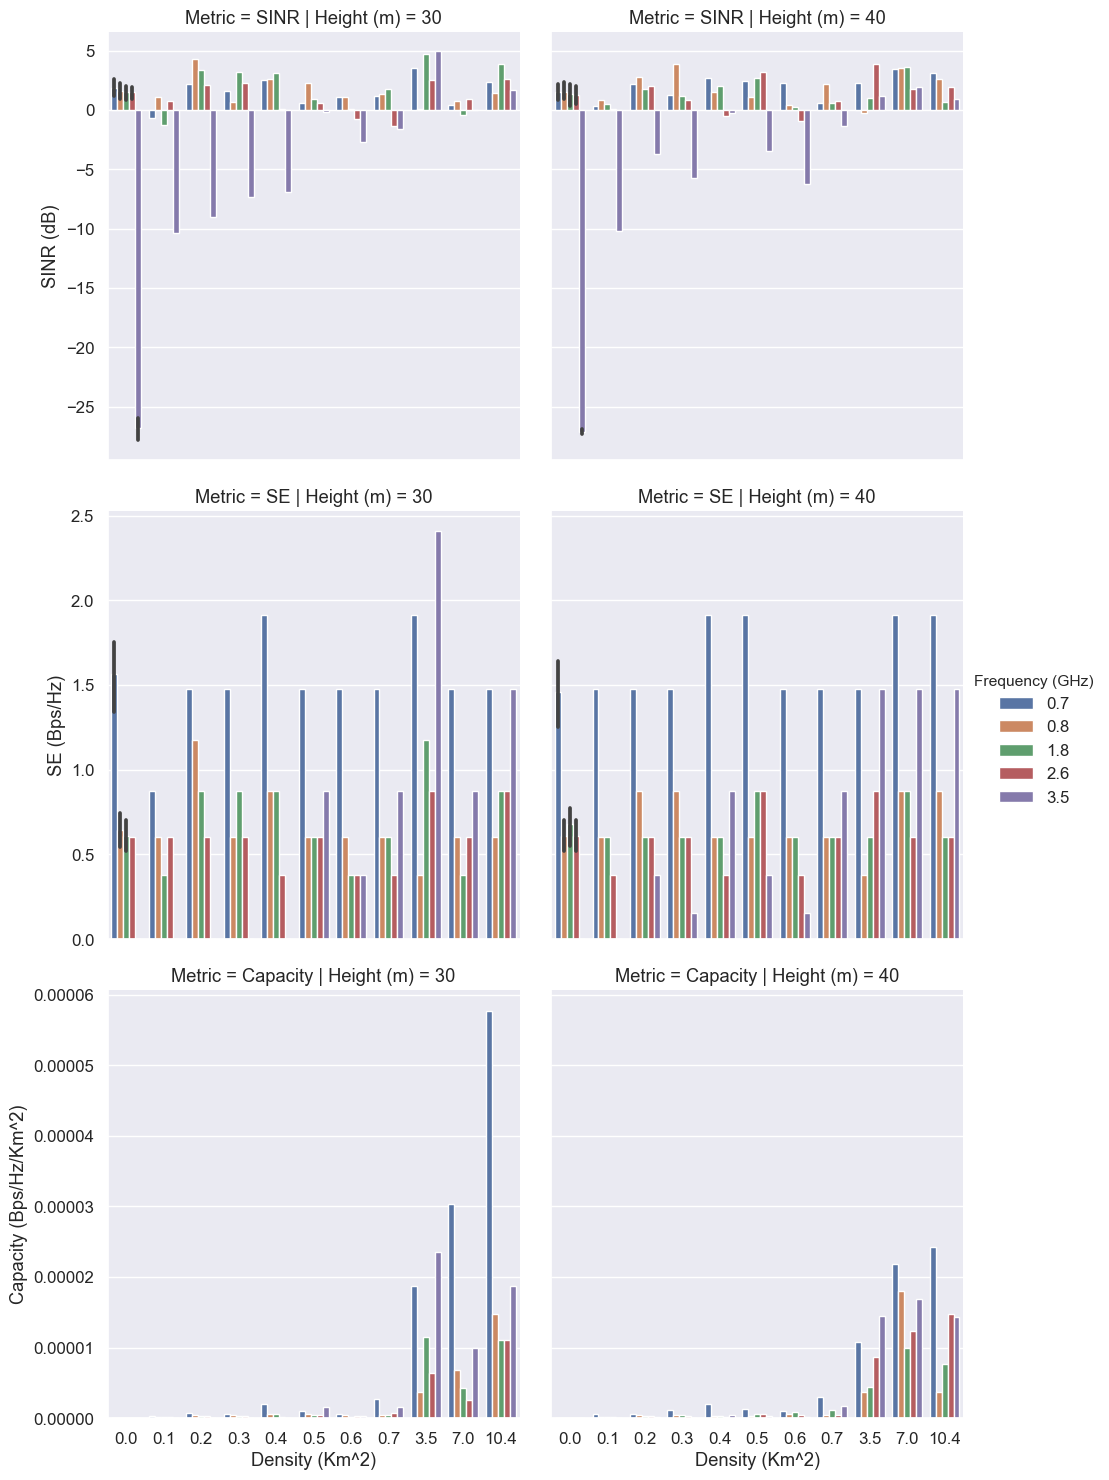 Metric = SINR | Height (m) = 30
Metric = SINR | Height (m) = 40
5
0
−5
−10
−15
−20
−25
SINR (dB)
Metric = SE | Height (m) = 30
Metric = SE | Height (m) = 40
2.5
2.0
1.5
1.0
0.5
0.0
SE (Bps/Hz)
Frequency (GHz)
0.7
0.8
1.8
2.6
3.5
Metric = Capacity | Height (m) = 30
Metric = Capacity | Height (m) = 40
0.00006
0.00005
0.00004
0.00003
0.00002
0.00001
0.00000
Capacity (Bps/Hz/Km^2)
0.0 0.1 0.2 0.3 0.4 0.5 0.6 0.7 3.5 7.0 10.4
0.0 0.1 0.2 0.3 0.4 0.5 0.6 0.7 3.5 7.0 10.4
Density (Km^2)
Density (Km^2)